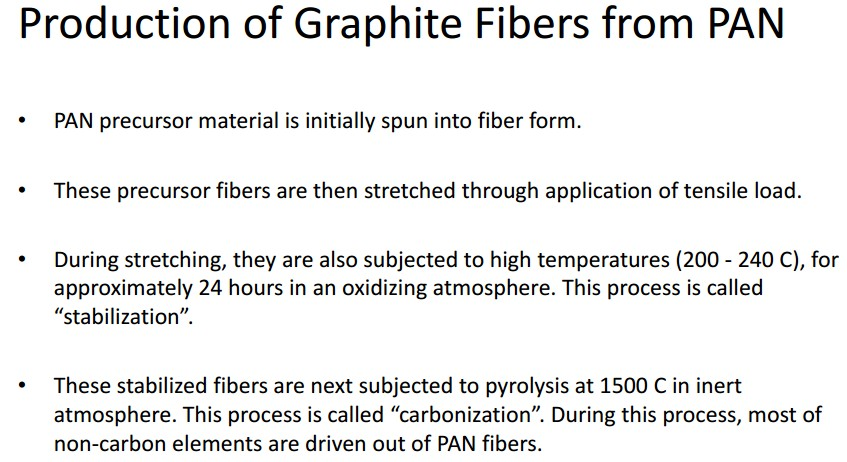 Production of Graphite Fibers from PAN
• PAN precursor material is initially spun into fiber form.
• These precursor fibers are then stretched through application of tensile load.
• During stretching, they are also subjected to high temperatures (200 - 240 C), for
approximately 24 hours in an oxidizing atmosphere. This process is called
“stabilization”.
• These stabilized fibers are next subjected to pyrolysis at 1500 C in inert
atmosphere. This process is called “carbonization”. During this process, most of
non-carbon elements are driven out of PAN fibers.